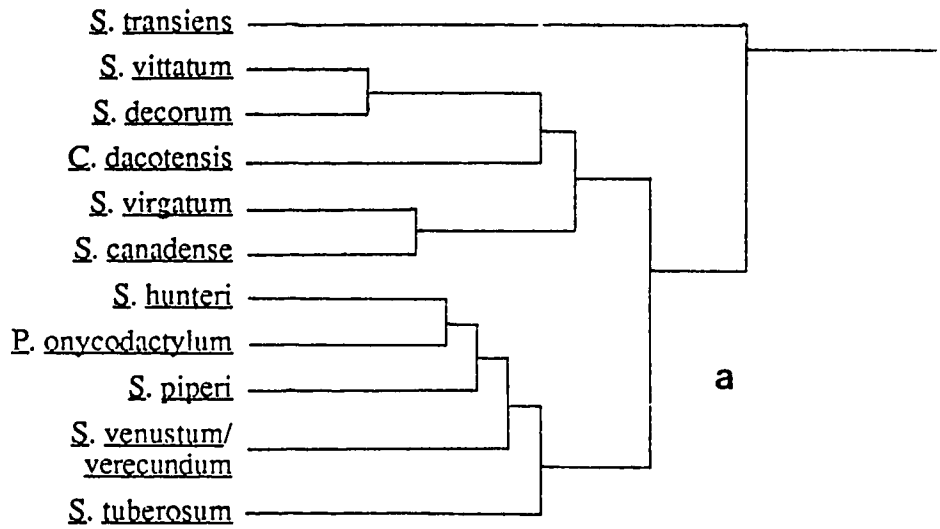 S. transiens
S. vittatum
S. decorum
C. dacotensis
S. virgatum
S. canadense
S. hunteri
P. onycodactylum
S. piperi
S. venustum/
verecundum
S. tuberosum
a